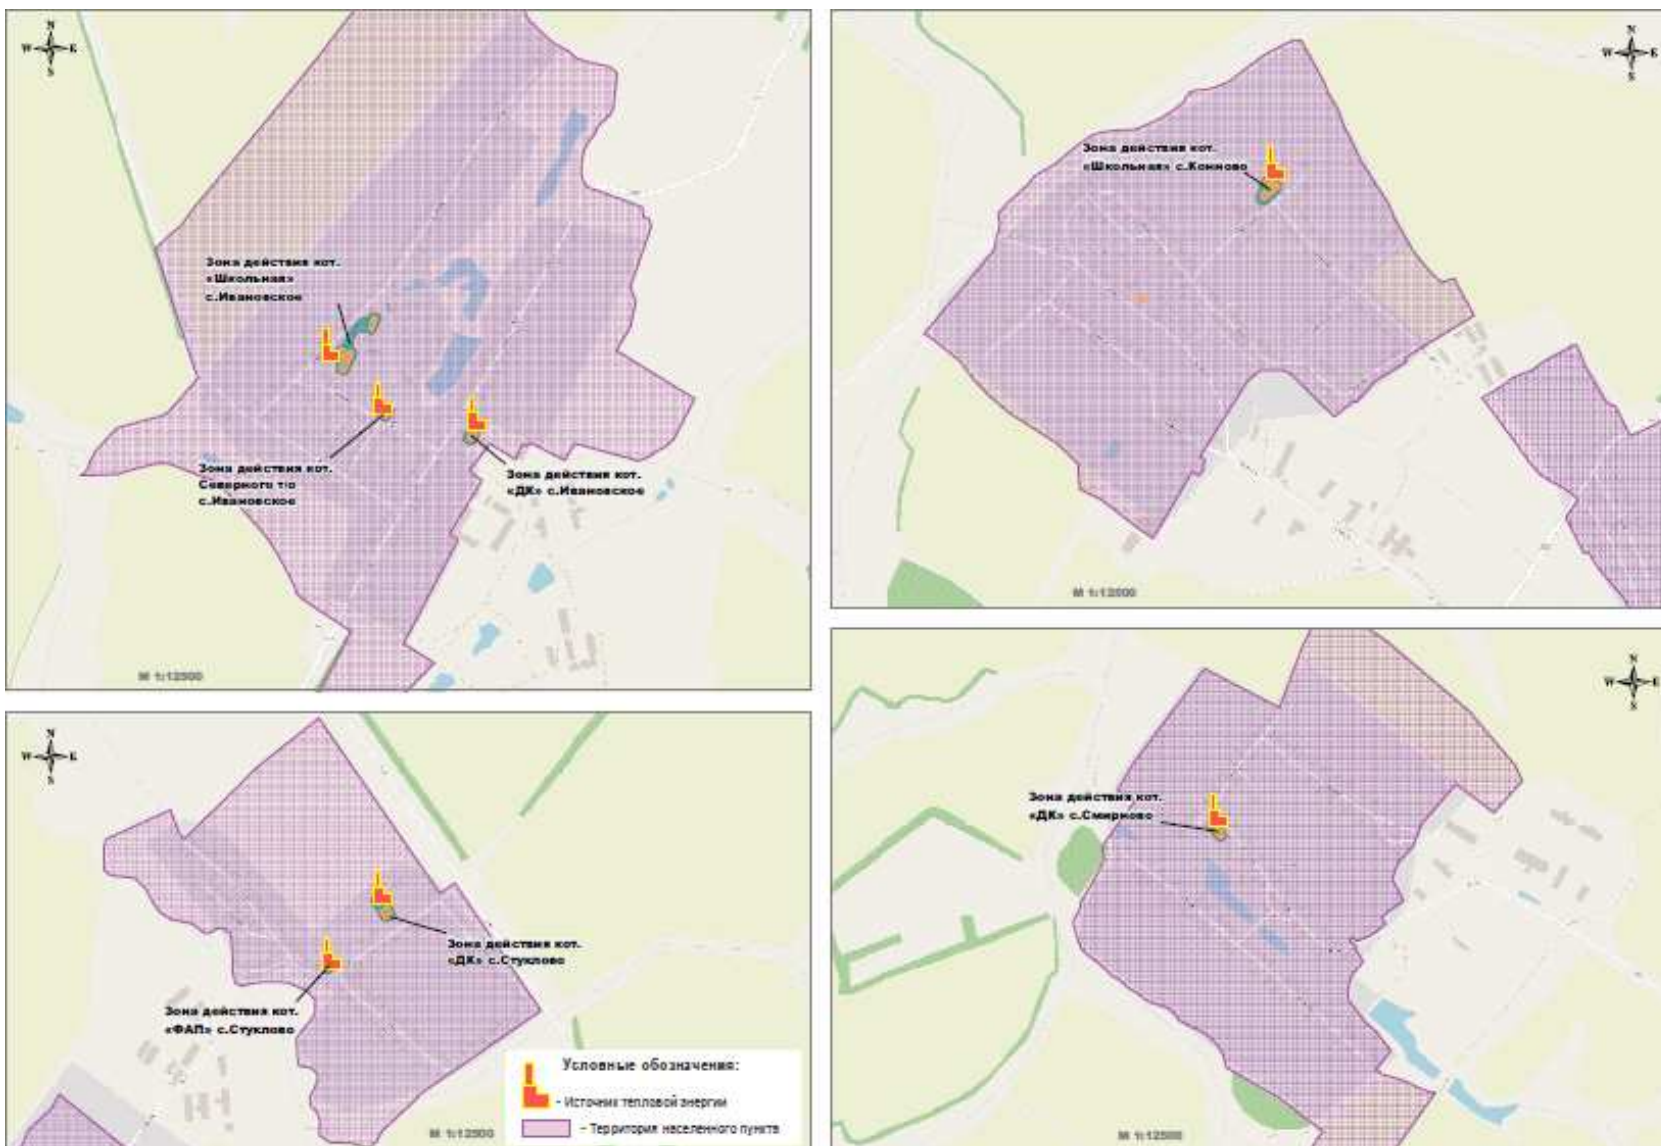 N
W E
S
Зона действия кот.
«Школьная»
с.Ивановское
Зона действия кот.
Северного т/о
с.Ивановское
Зона действия кот.
«ДК» с.Ивановское
М 1:12500
N
W E
S
Зона действия кот.
«Школьная» с.Конново
М 1:12000
N
W E
S
Зона действия кот.
«ДК» с.Стуклово
Зона действия кот.
«ФАП» с.Стуклово
Условные обозначения:
- Источник тепловой энергии
- Территория населенного пункта
М 1:12500
N
W E
S
Зона действия кот.
«ДК» с.Смирново
М 1:12500